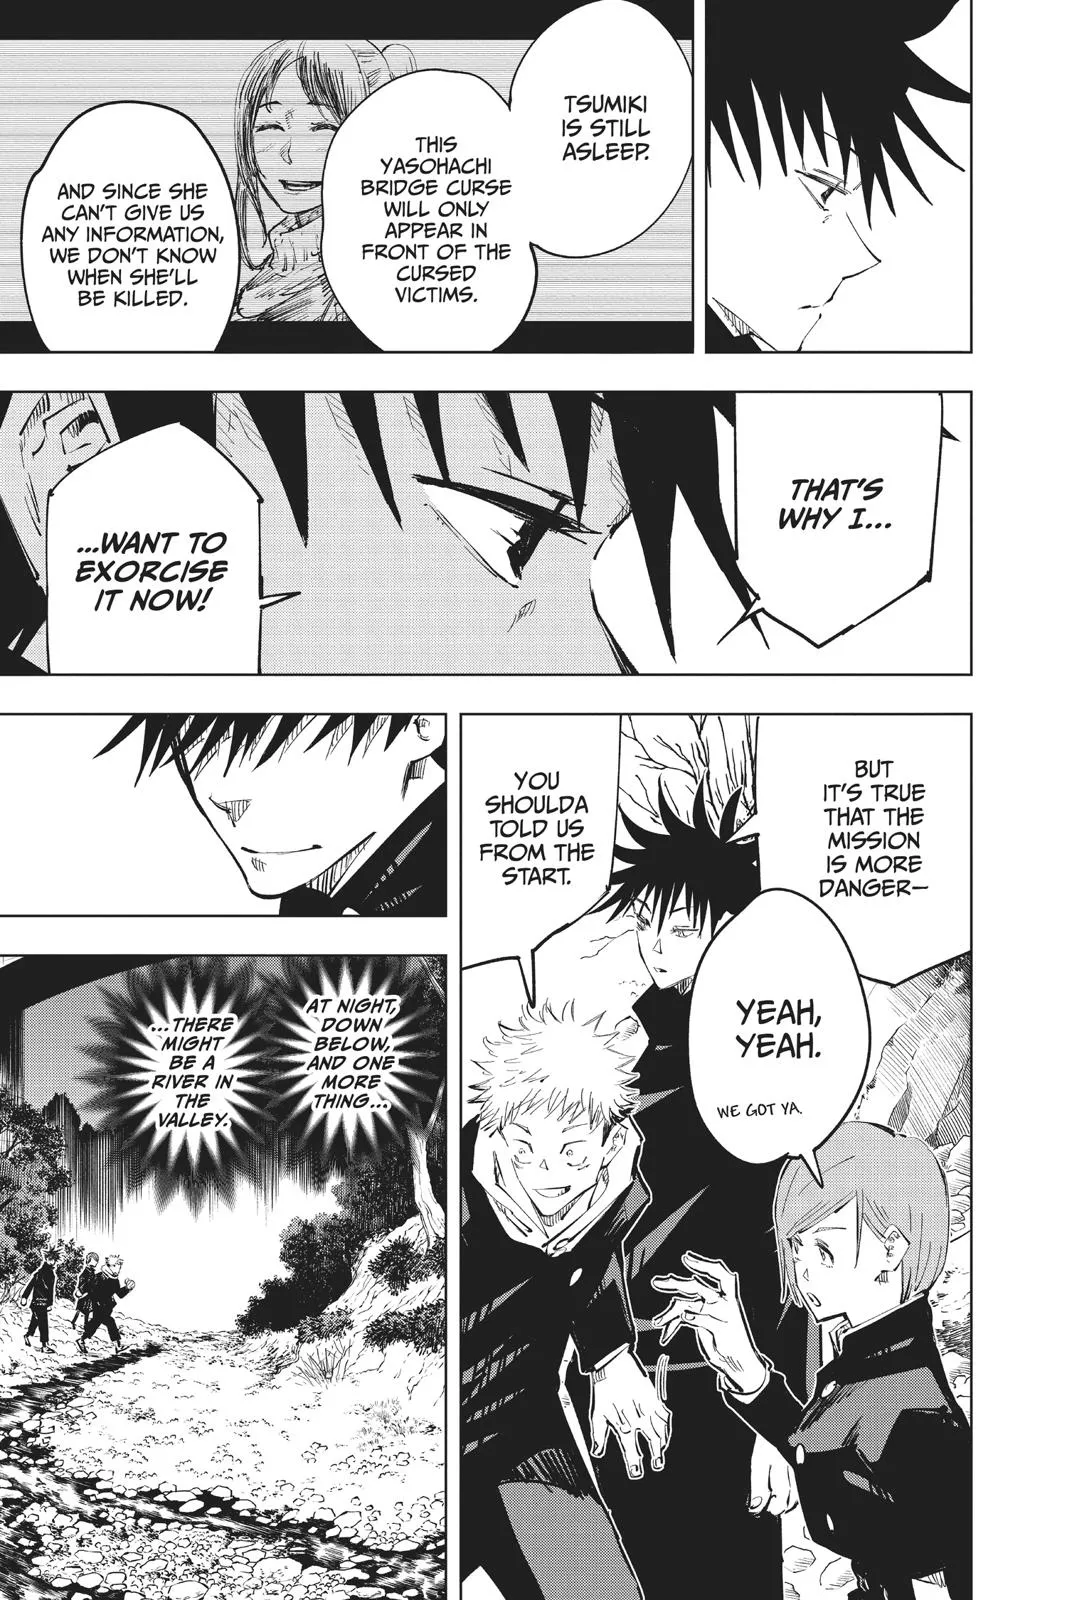 TSUMIKI
IS STILL
ASLEEP.
THIS
YASOHACHI
BRIDGE CURSE
WILL ONLY
APPEAR IN
FRONT OF THE
CURSED
VICTIMS.
AND SINCE SHE
CAN'T GIVE US
ANY INFORMATION,
WE DON'T KNOW
WHEN SHE'LL
BE KILLED.
THAT'S
WHY I...
...WANT TO
EXORCISE
IT NOW!
BUT
IT'S TRUE
THAT THE
MISSION
IS MORE
DANGER—
YEAH,
YEAH.
WE GOT YA.
YOU
SHOULDA
TOLD US
FROM THE
START.
AT NIGHT,
DOWN
BELOW,
AND ONE
MORE
THING...
...THERE
MIGHT
BE A
RIVER IN
THE
VALLEY.